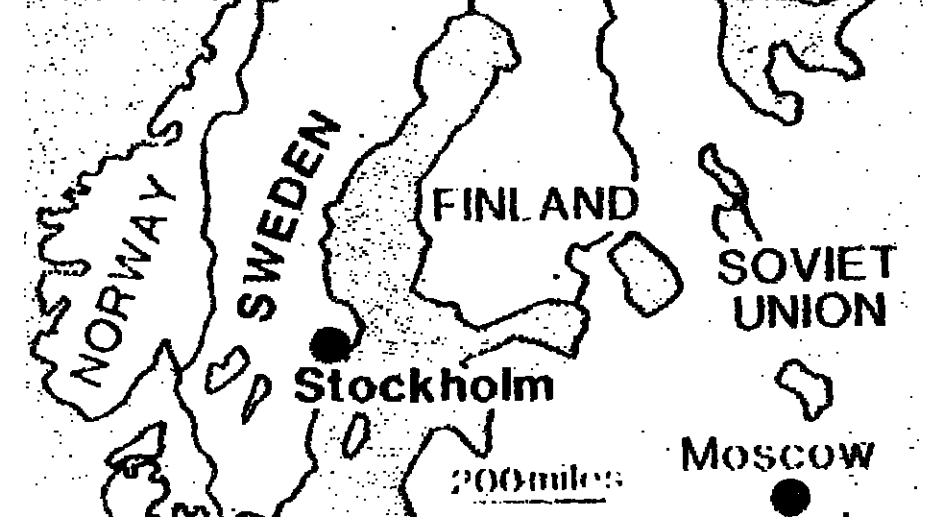 NORWAY
SWEDEN
FINLAND
SOVIET
UNION
Stockholm
Moscow
200 miles